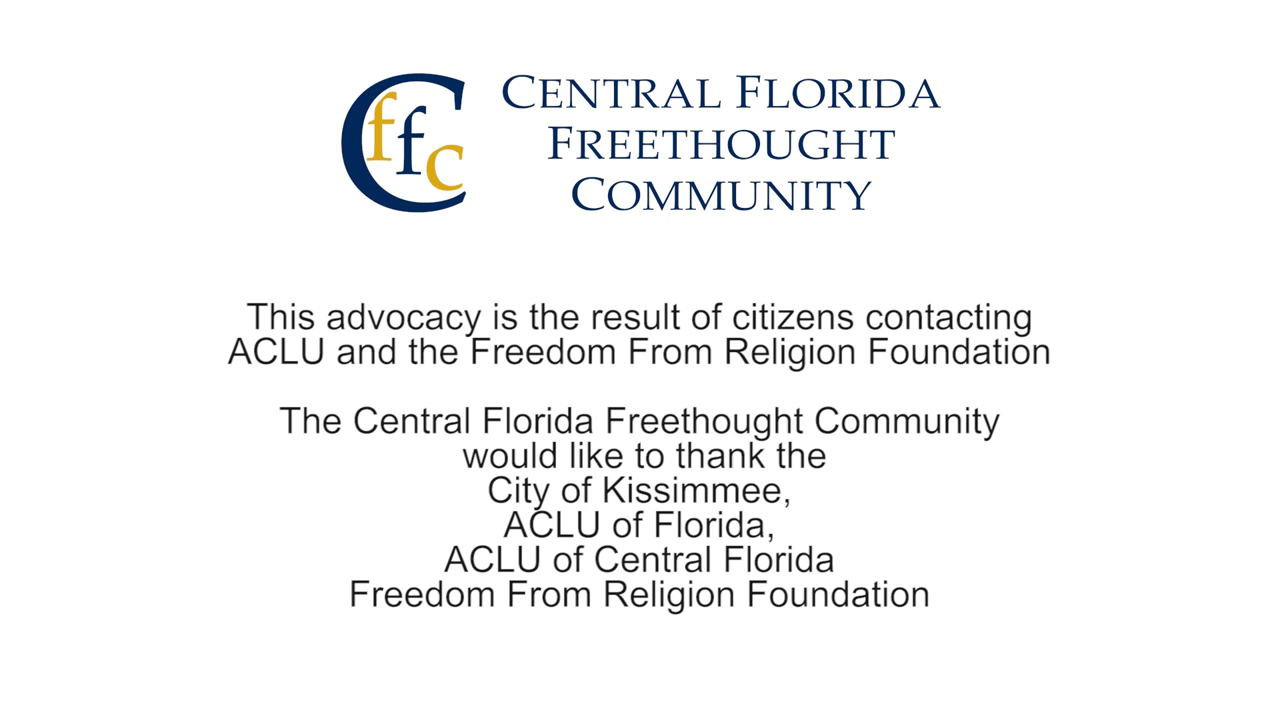 C f f c
CENTRAL FLORIDA
FREETHOUGHT
COMMUNITY
This advocacy is the result of citizens contacting
ACLU and the Freedom From Religion Foundation
The Central Florida Freethought Community
would like to thank the
City of Kissimmee,
ACLU of Florida,
ACLU of Central Florida
Freedom From Religion Foundation